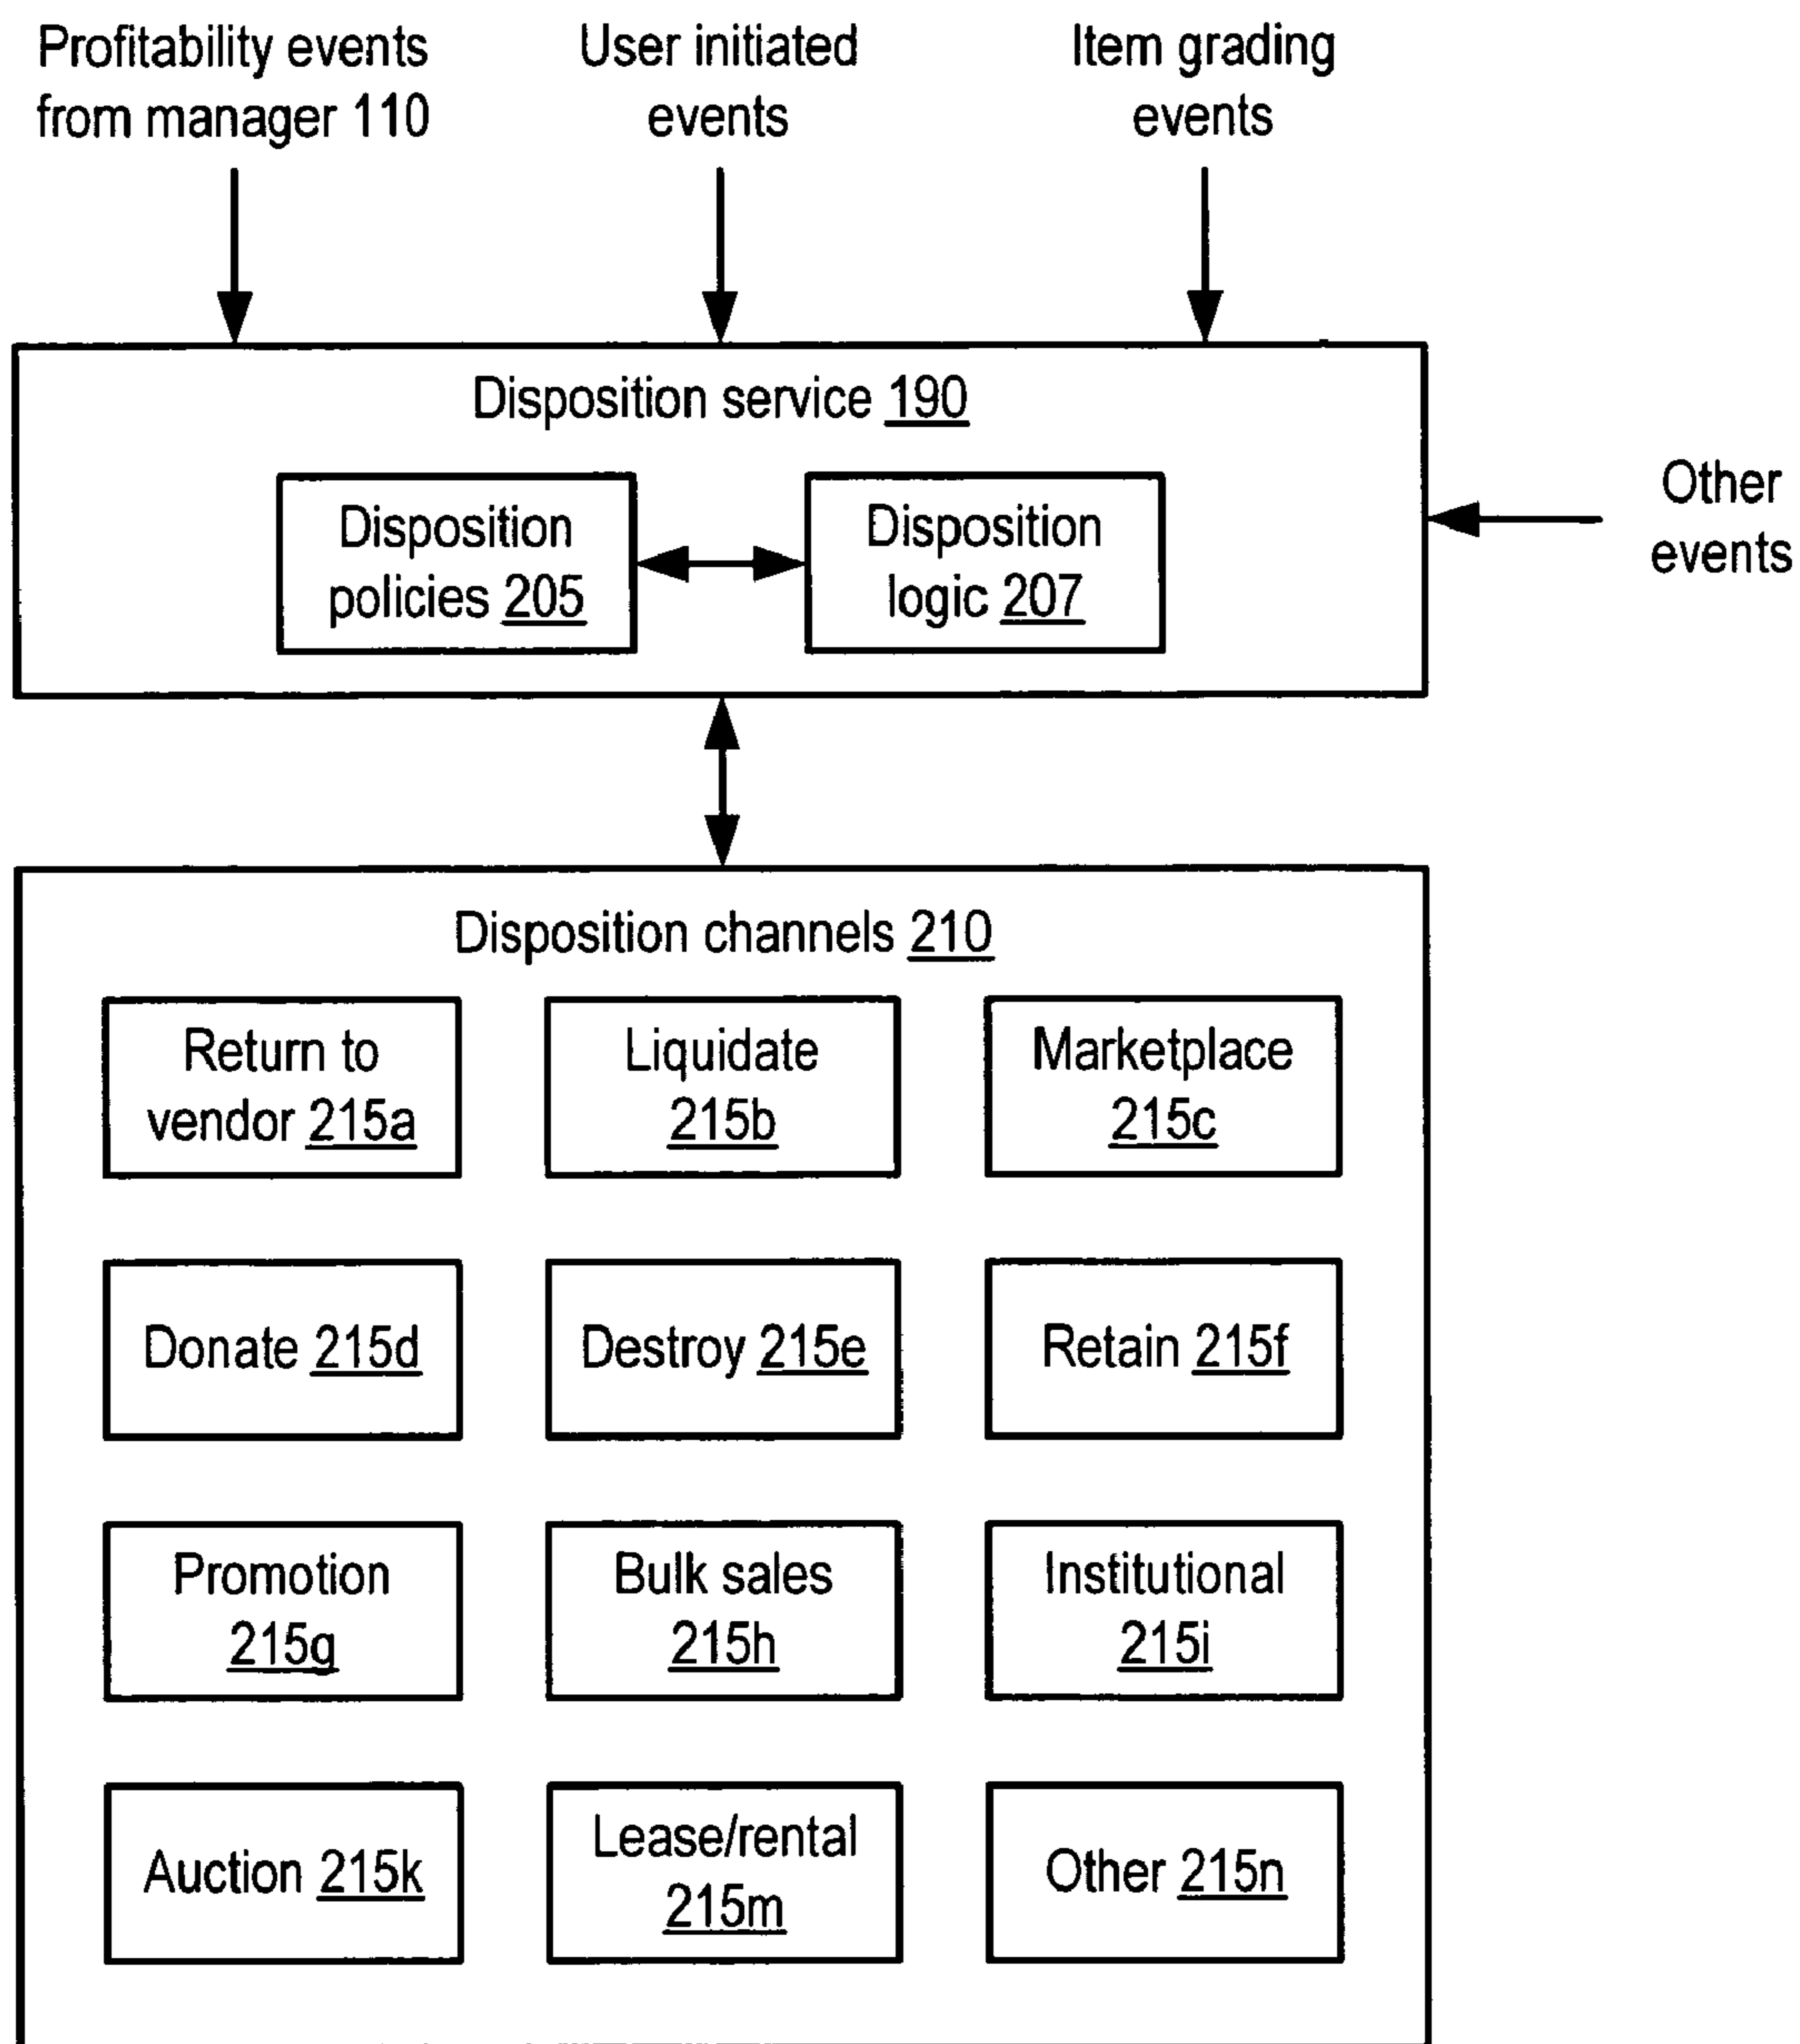 Profitability events
from manager 110
User initiated
events
Item grading
events
Disposition service 190
Disposition
policies 205
Disposition
logic 207
Other
events
Disposition channels 210
Return to
vendor 215a
Liquidate
215b
Marketplace
215c
Donate 215d
Destroy 215e
Retain 215f
Promotion
215g
Bulk sales
215h
Institutional
215i
Auction 215k
Lease/rental
215m
Other 215n